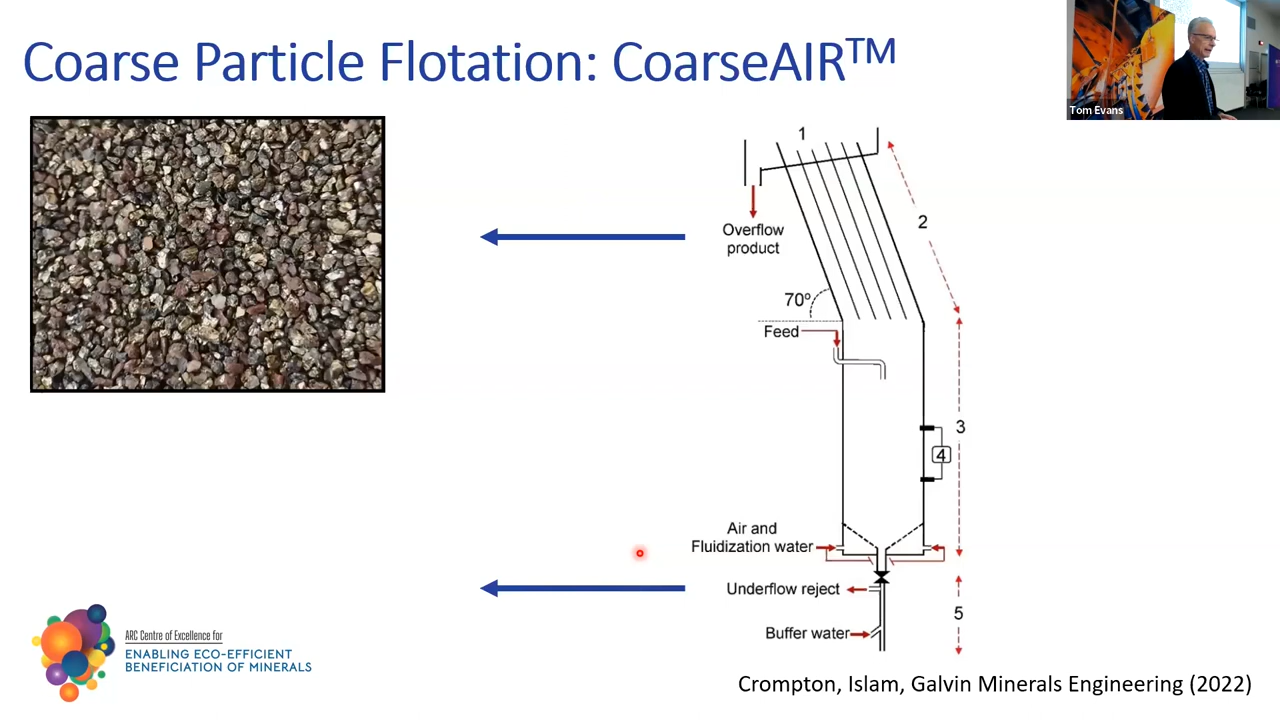 Coarse Particle Flotation: CoarseAIR™
Tom Evans
1
2
Overflow
product
70º
Feed
3
4
Air and
Fluidization water
Underflow reject
5
Buffer water
ARC Centre of Excellence for
ENABLING ECO-EFFICIENT
BENEFICIATION OF MINERALS
Crompton, Islam, Galvin Minerals Engineering (2022)